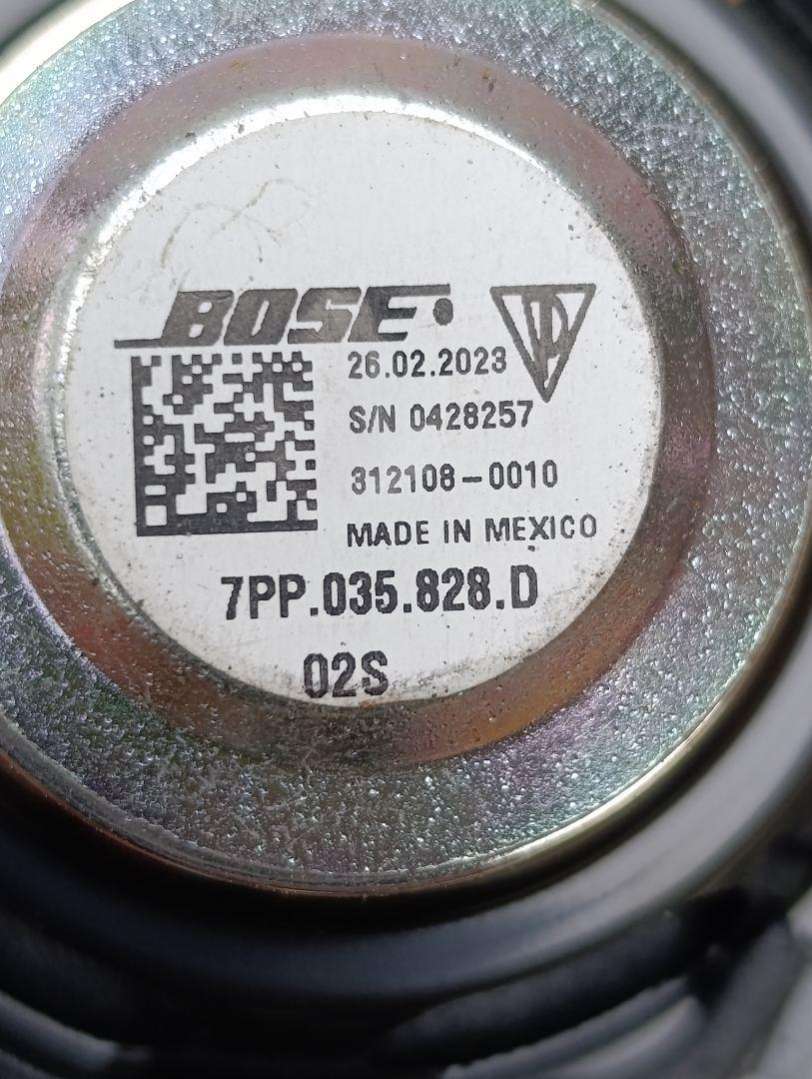 BOSE
26.02.2023
S/N 0428257
312108-0010
MADE IN MEXICO
7PP.035.828.D
02S